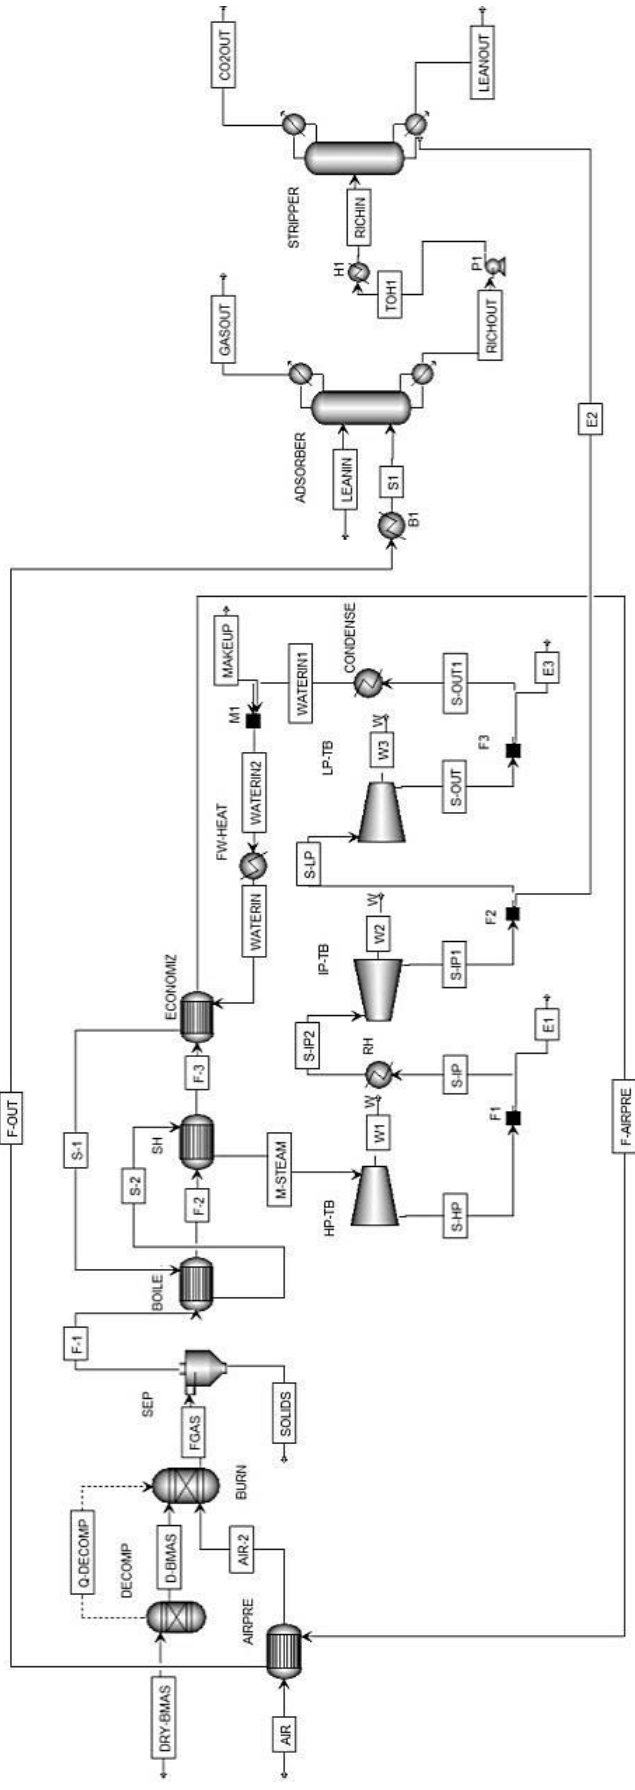 F-OUT
Q-DECOMP
DRY-BMAS
DECOMP
D-BMAS
AIR
AIRPRE
AIR-2
BURN
FGAS
SEP
SOLIDS
F-1
BOILE
S-1
S-2
F-2
SH
F-3
ECONOMIZ
M-STEAM
WATERIN
FW-HEAT
WATERIN2
M1
MAKEUP
WATERIN1
CONDENSE
HP-TB
W1
W
S-HP
F1
E1
S-IP
RH
S-IP2
IP-TB
W2
W
S-IP1
F2
S-LP
LP-TB
W3
W
S-OUT
F3
S-OUT1
E3
F-AIRPRE
E2
B1
S1
LEANIN
ADSORBER
GASOUT
RICHOUT
P1
TOH1
H1
RICHIN
STRIPPER
CO2OUT
LEANOUT